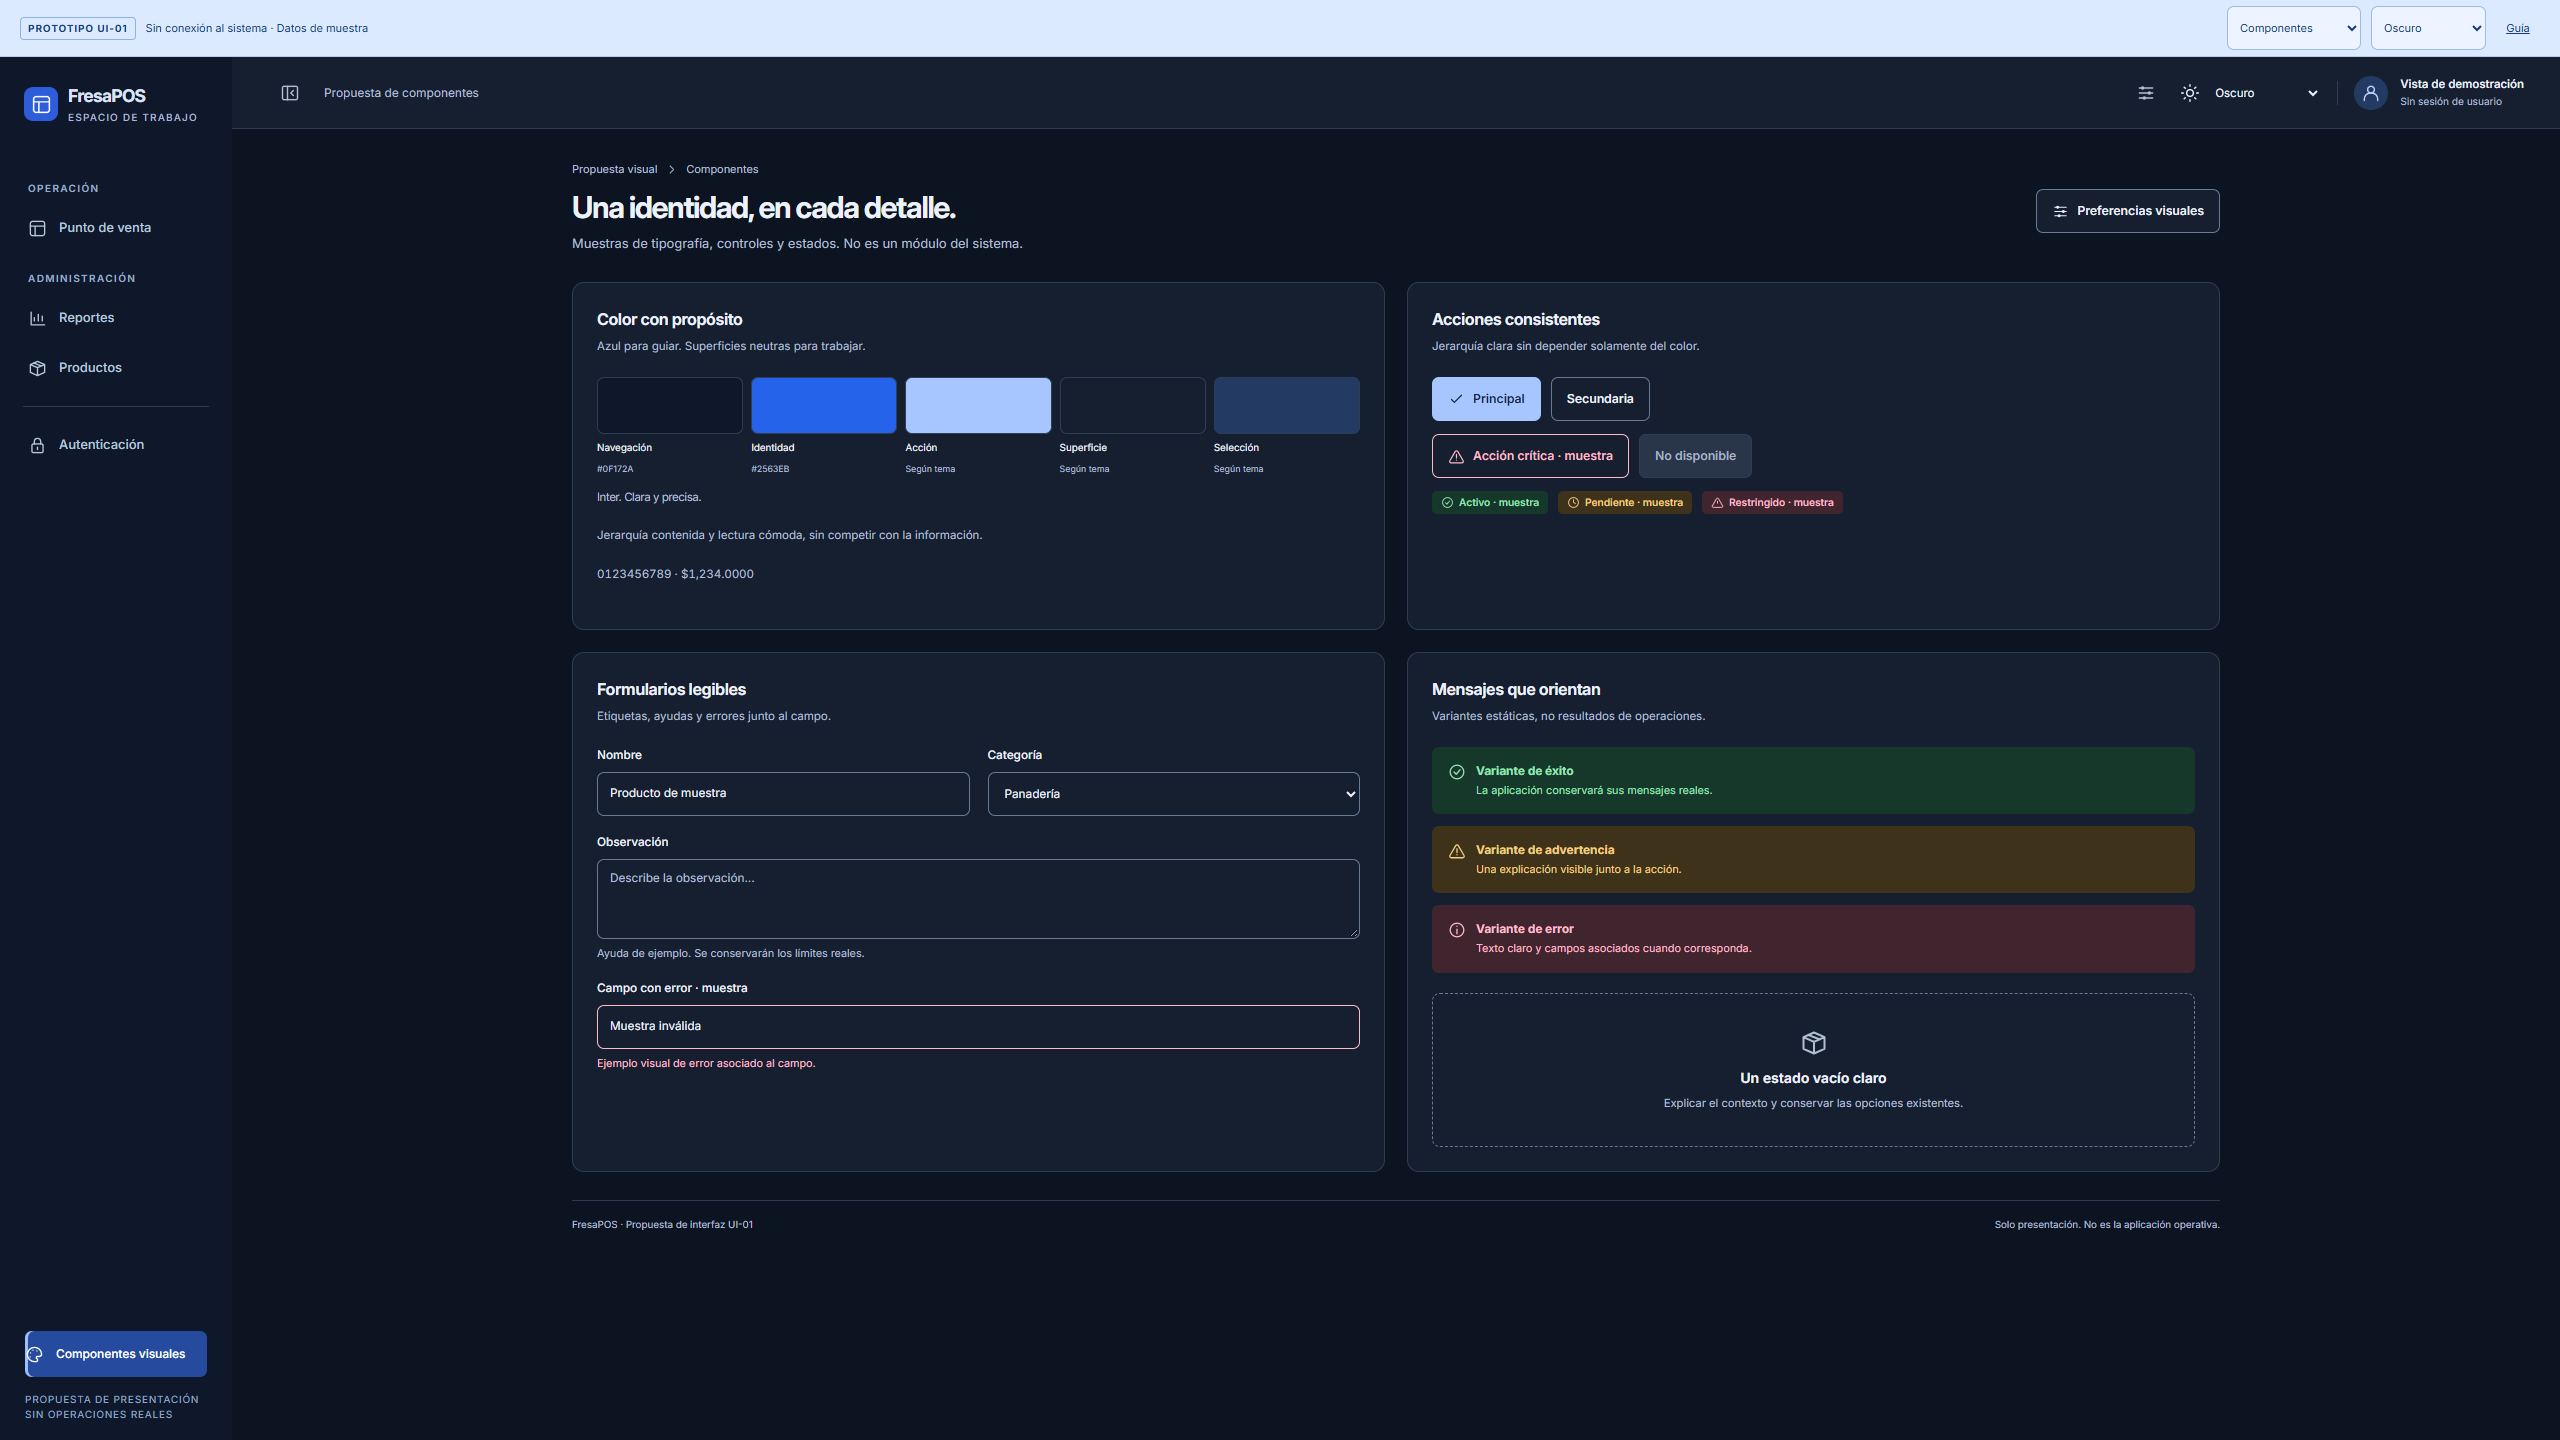 PROTOTIPO UI-01
Sin conexión al sistema · Datos de muestra
Componentes
Oscuro
Guía
FresaPOS
ESPACIO DE TRABAJO
Propuesta de componentes
Oscuro
Vista de demostración
Sin sesión de usuario
OPERACIÓN
Punto de venta
ADMINISTRACIÓN
Reportes
Productos
Autenticación
Propuesta visual
Componentes
Una identidad, en cada detalle.
Muestras de tipografía, controles y estados. No es un módulo del sistema.
Preferencias visuales
Color con propósito
Azul para guiar. Superficies neutras para trabajar.
Navegación
#0F172A
Identidad
#2563EB
Acción
Según tema
Superficie
Según tema
Selección
Según tema
Inter. Clara y precisa.
Jerarquía contenida y lectura cómoda, sin competir con la información.
0123456789 · $1,234.0000
Acciones consistentes
Jerarquía clara sin depender solamente del color.
Principal
Secundaria
Acción crítica · muestra
No disponible
Activo · muestra
Pendiente · muestra
Restringido · muestra
Formularios legibles
Etiquetas, ayudas y errores junto al campo.
Nombre
Producto de muestra
Categoría
Panadería
Observación
Describe la observación...
Ayuda de ejemplo. Se conservarán los límites reales.
Campo con error · muestra
Muestra inválida
Ejemplo visual de error asociado al campo.
Mensajes que orientan
Variantes estáticas, no resultados de operaciones.
Variante de éxito
La aplicación conservará sus mensajes reales.
Variante de advertencia
Una explicación visible junto a la acción.
Variante de error
Texto claro y campos asociados cuando corresponda.
Un estado vacío claro
Explicar el contexto y conservar las opciones existentes.
FresaPOS · Propuesta de interfaz UI-01
Solo presentación. No es la aplicación operativa.
Componentes visuales
PROPUESTA DE PRESENTACIÓN
SIN OPERACIONES REALES